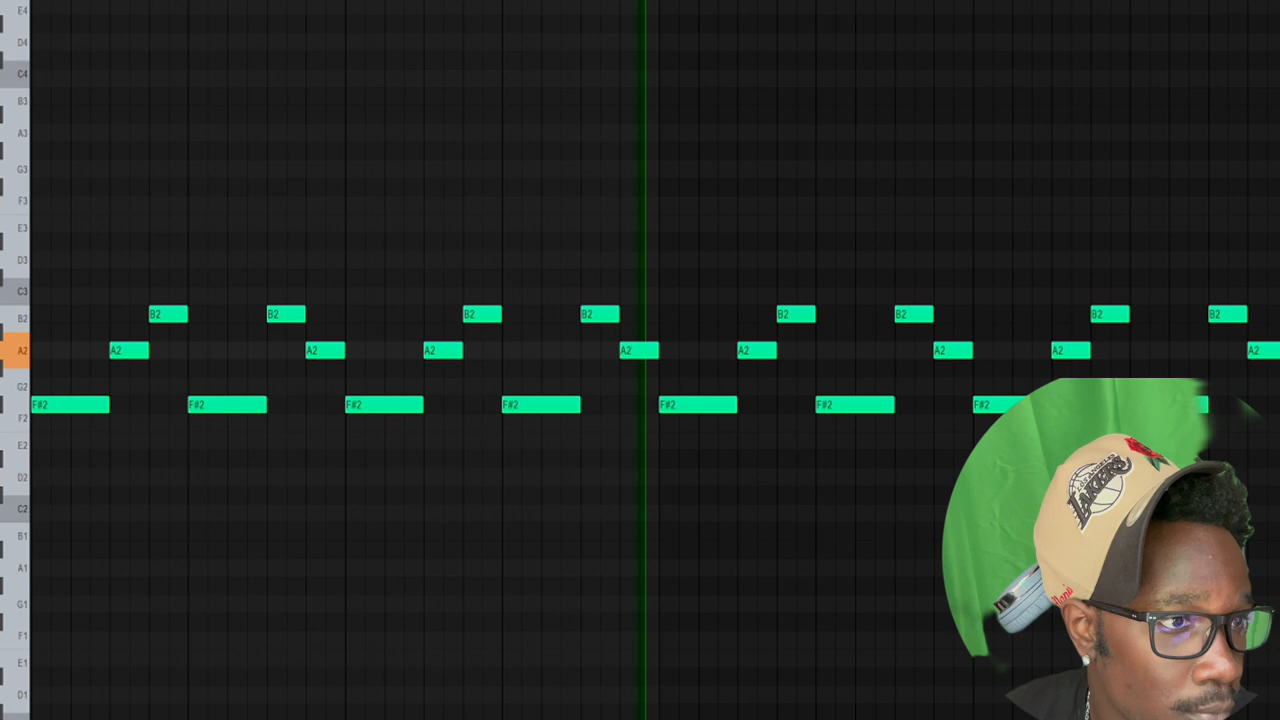 E4
D4
C4
B3
A3
G3
F3
E3
D3
C3
B2 B2 B2 B2 B2 B2 B2 B2 B2
A2 A2 A2 A2 A2 A2 A2 A2 A2
G2
F#2 F#2 F#2 F#2 F#2 F#2 F#2
F2
E2
D2
C2
B1
A1
G1
F1
E1
D1
LAKERS